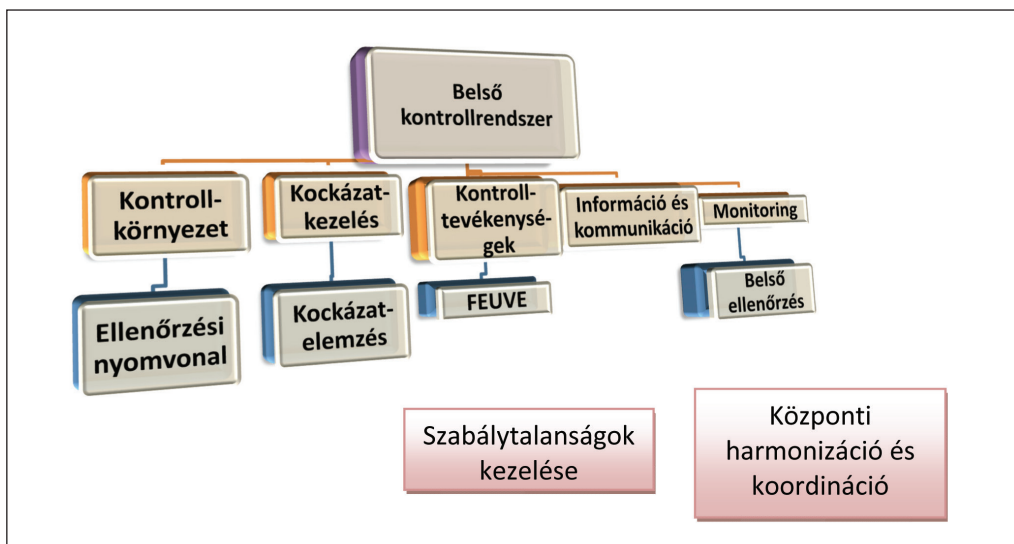 Belső
kontrollrendszer
Kontroll-
környezet
Kockázat-
kezelés
Kontroll-
tevékenysé-
gek
Információ és
kommunikáció
Monitoring
Ellenőrzési
nyomvonal
Kockázat-
elemzés
FEUVE
Belső
ellenőrzés
Szabálytalanságok
kezelése
Központi
harmonizáció és
koordináció